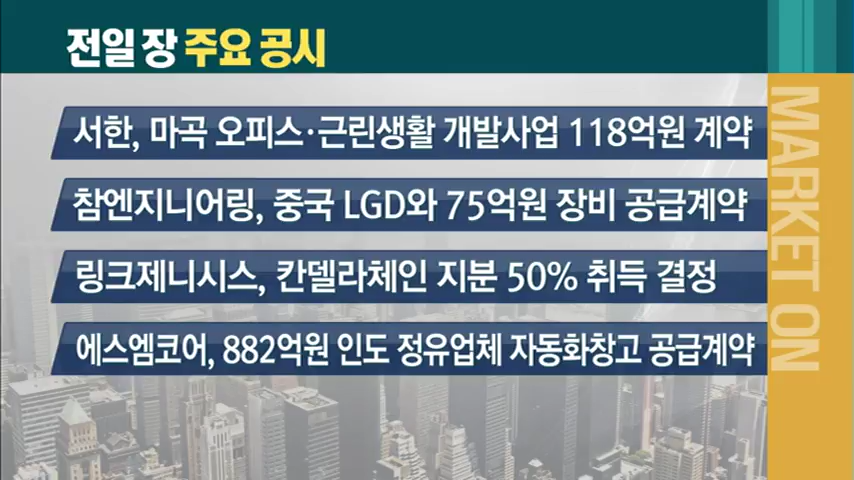 전일 장 주요 공시
서한, 마곡 오피스·근린생활 개발사업 118억원 계약
참엔지니어링, 중국 LGD와 75억원 장비 공급계약
링크제니시스, 칸델라체인 지분 50% 취득 결정
에스엠코어, 882억원 인도 정유업체 자동화창고 공급계약
MARKET ON